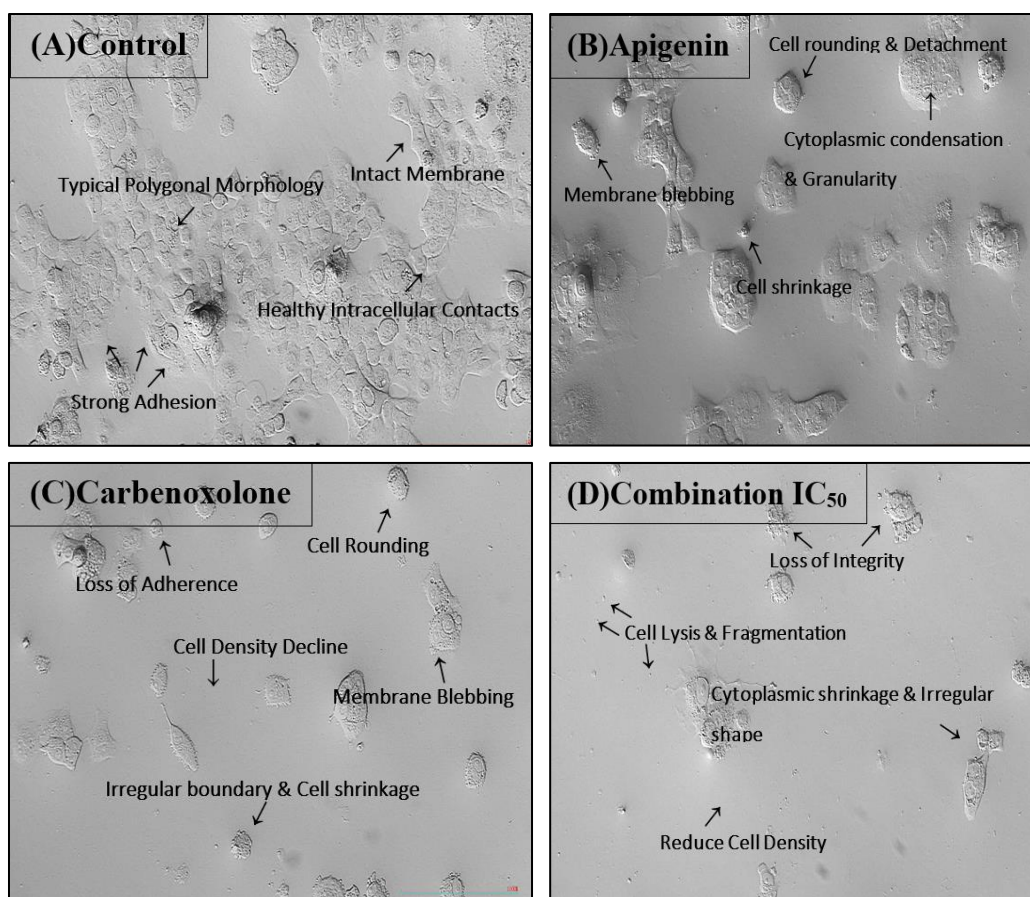 (A)Control
Typical Polygonal Morphology
Intact Membrane
Healthy Intracellular Contacts
Strong Adhesion
(B)Apigenin
Cell rounding & Detachment
Cytoplasmic condensation
& Granularity
Membrane blebbing
Cell shrinkage
(C)Carbenoxolone
Cell Rounding
Loss of Adherence
Cell Density Decline
Membrane Blebbing
Irregular boundary & Cell shrinkage
(D)Combination IC₅₀
Loss of Integrity
Cell Lysis & Fragmentation
Cytoplasmic shrinkage & Irregular
shape
Reduce Cell Density